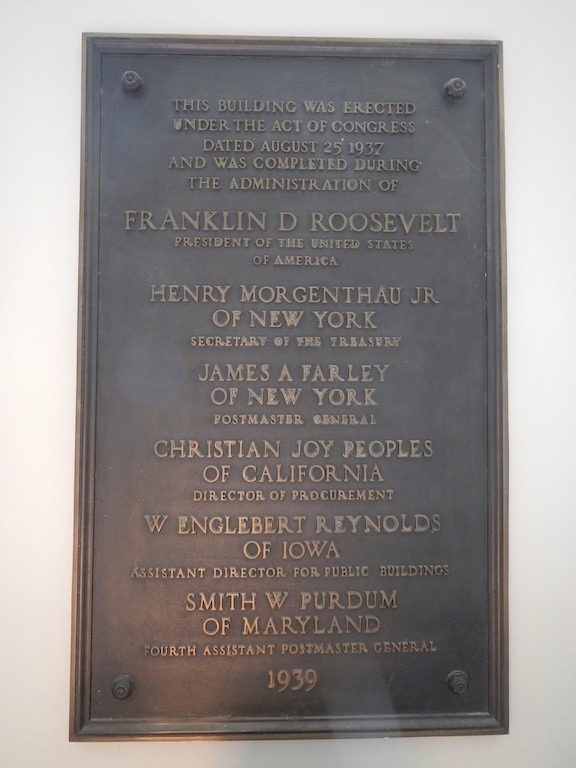 THIS BUILDING WAS ERECTED
UNDER THE ACT OF CONGRESS
DATED AUGUST 25 1937
AND WAS COMPLETED DURING
THE ADMINISTRATION OF
FRANKLIN D ROOSEVELT
PRESIDENT OF THE UNITED STATES
OF AMERICA
HENRY MORGENTHAU JR
OF NEW YORK
SECRETARY OF THE TREASURY
JAMES A FARLEY
OF NEW YORK
POSTMASTER GENERAL
CHRISTIAN JOY PEOPLES
OF CALIFORNIA
DIRECTOR OF PROCUREMENT
W ENGLEBERT REYNOLDS
OF IOWA
ASSISTANT DIRECTOR FOR PUBLIC BUILDINGS
SMITH W PURDUM
OF MARYLAND
FOURTH ASSISTANT POSTMASTER GENERAL
1939